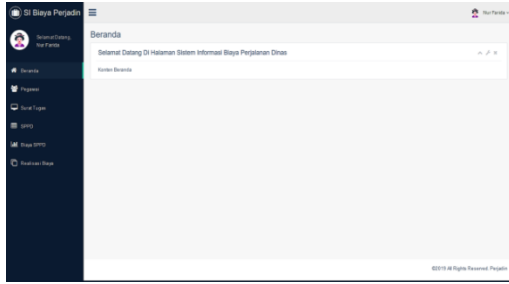 SI Biaya Perjadin
Nur Farida
Selamat Datang,
Nur Farida
Beranda
Selamat Datang Di Halaman Sistem Informasi Biaya Perjalanan Dinas
Konten Beranda
Beranda
Pegawai
Surat Tugas
SPPD
Biaya SPPD
Realisasi Biaya
©2019 All Rights Reserved. Perjadin